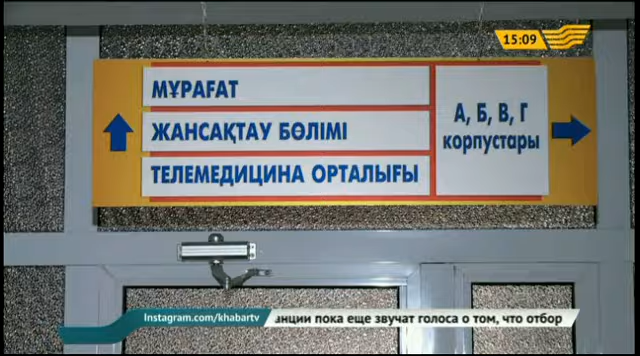 15:09
МҰРАҒАТ
ЖАНСАҚТАУ БӨЛІМІ
ТЕЛЕМЕДИЦИНА ОРТАЛЫҒЫ
А, Б, В, Г
корпустары
Instagram.com/khabartv
анции пока еще звучат голоса о том, что отбор